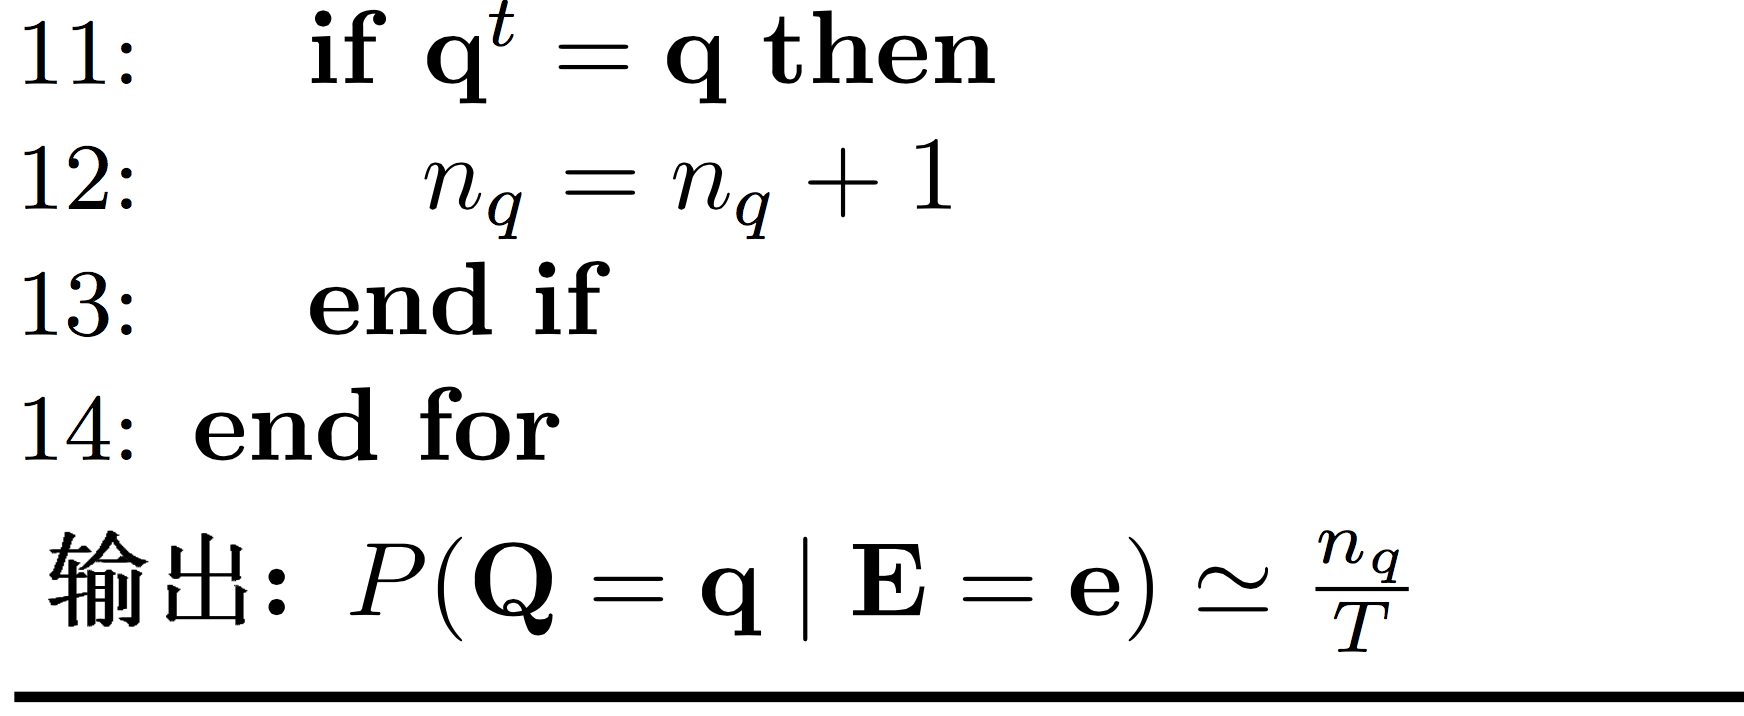 11: if q^t = q then
12: n_q = n_q + 1
13: end if
14: end for
输出: P(Q = q | E = e) ≃ n_q/T